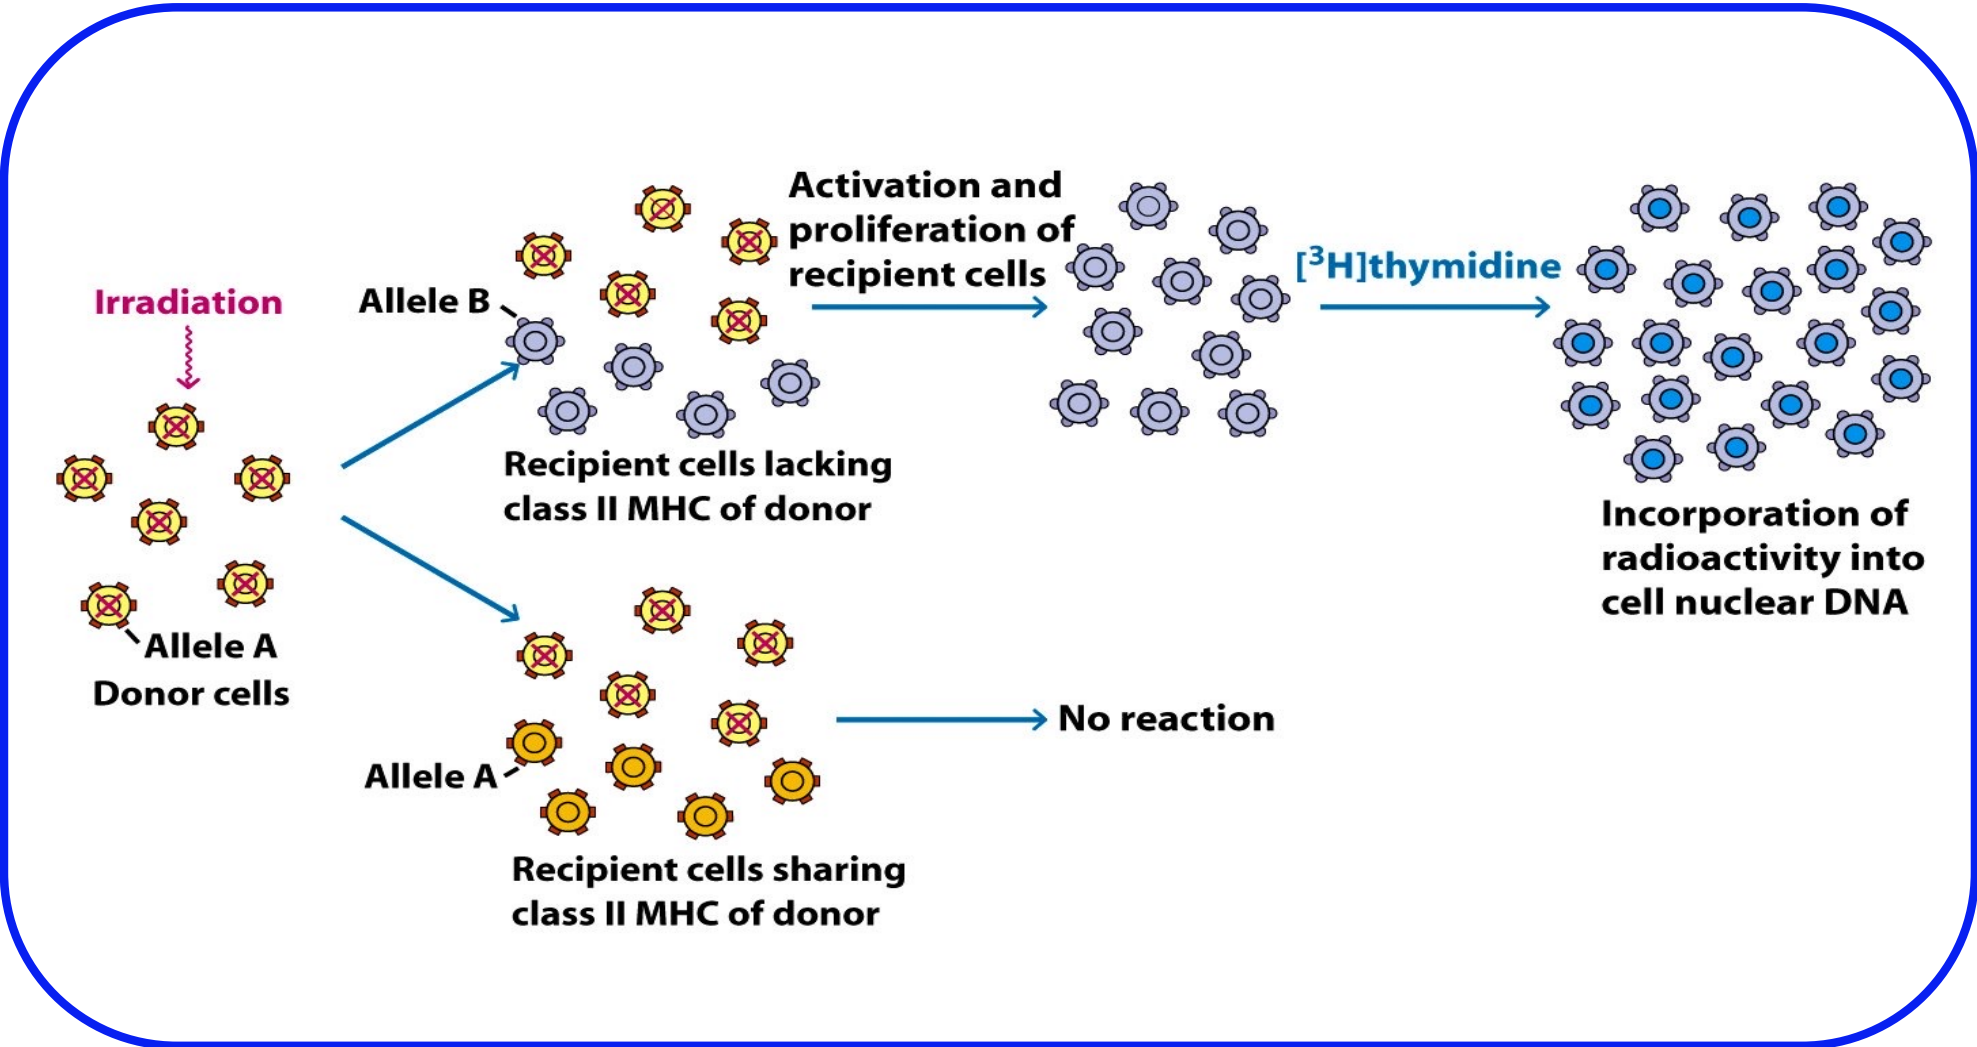 Irradiation
Allele A
Donor cells
Allele B
Recipient cells lacking
class II MHC of donor
Activation and
proliferation of
recipient cells
[³H]thymidine
Incorporation of
radioactivity into
cell nuclear DNA
Allele A
Recipient cells sharing
class II MHC of donor
No reaction